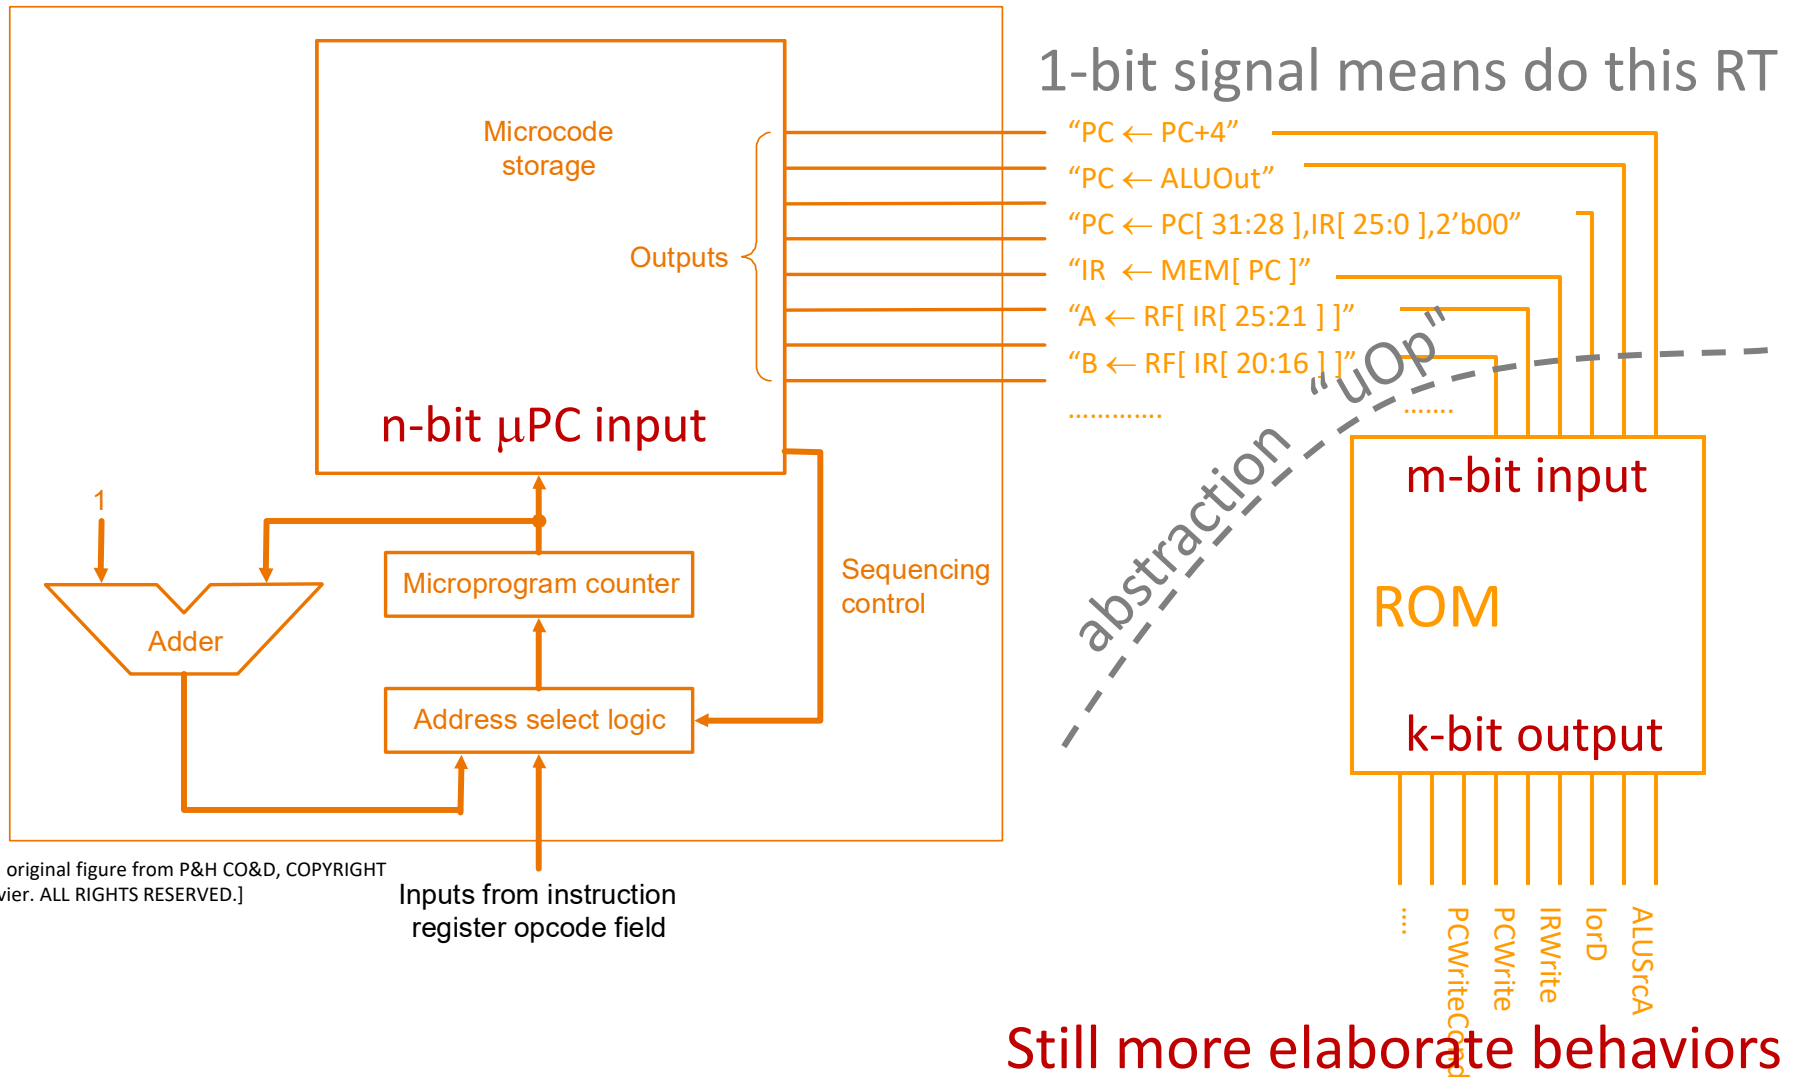 1-bit signal means do this RT
Microcode
storage
Outputs
n-bit μPC input
“PC ← PC+4”
“PC ← ALUOut”
“PC ← PC[ 31:28 ],IR[ 25:0 ],2’b00”
“IR ← MEM[ PC ]”
“A ← RF[ IR[ 25:21 ] ]”
“B ← RF[ IR[ 20:16 ] ]”
.............
.......
abstraction “uOp”
1
Adder
Microprogram counter
Address select logic
Sequencing
control
m-bit input
ROM
k-bit output
original figure from P&H CO&D, COPYRIGHT
vier. ALL RIGHTS RESERVED.]
Inputs from instruction
register opcode field
....
PCWriteCond
PCWrite
IRWrite
IorD
ALUSrcA
Still more elaborate behaviors